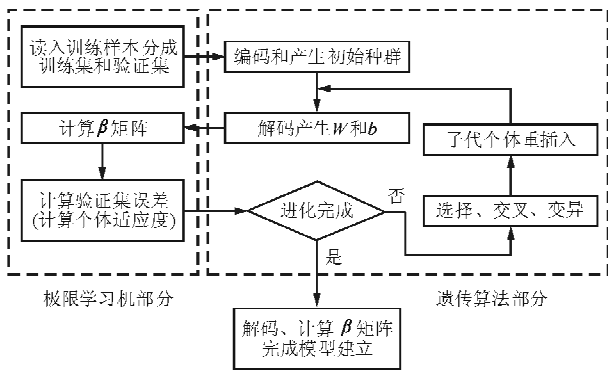 读入训练样本分成
训练集和验证集
编码和产生初始种群
计算β矩阵
解码产生W和b
子代个体重插入
计算验证集误差
(计算个体适应度)
进化完成
否
选择、交叉、变异
是
极限学习机部分
遗传算法部分
解码、计算β矩阵
完成模型建立